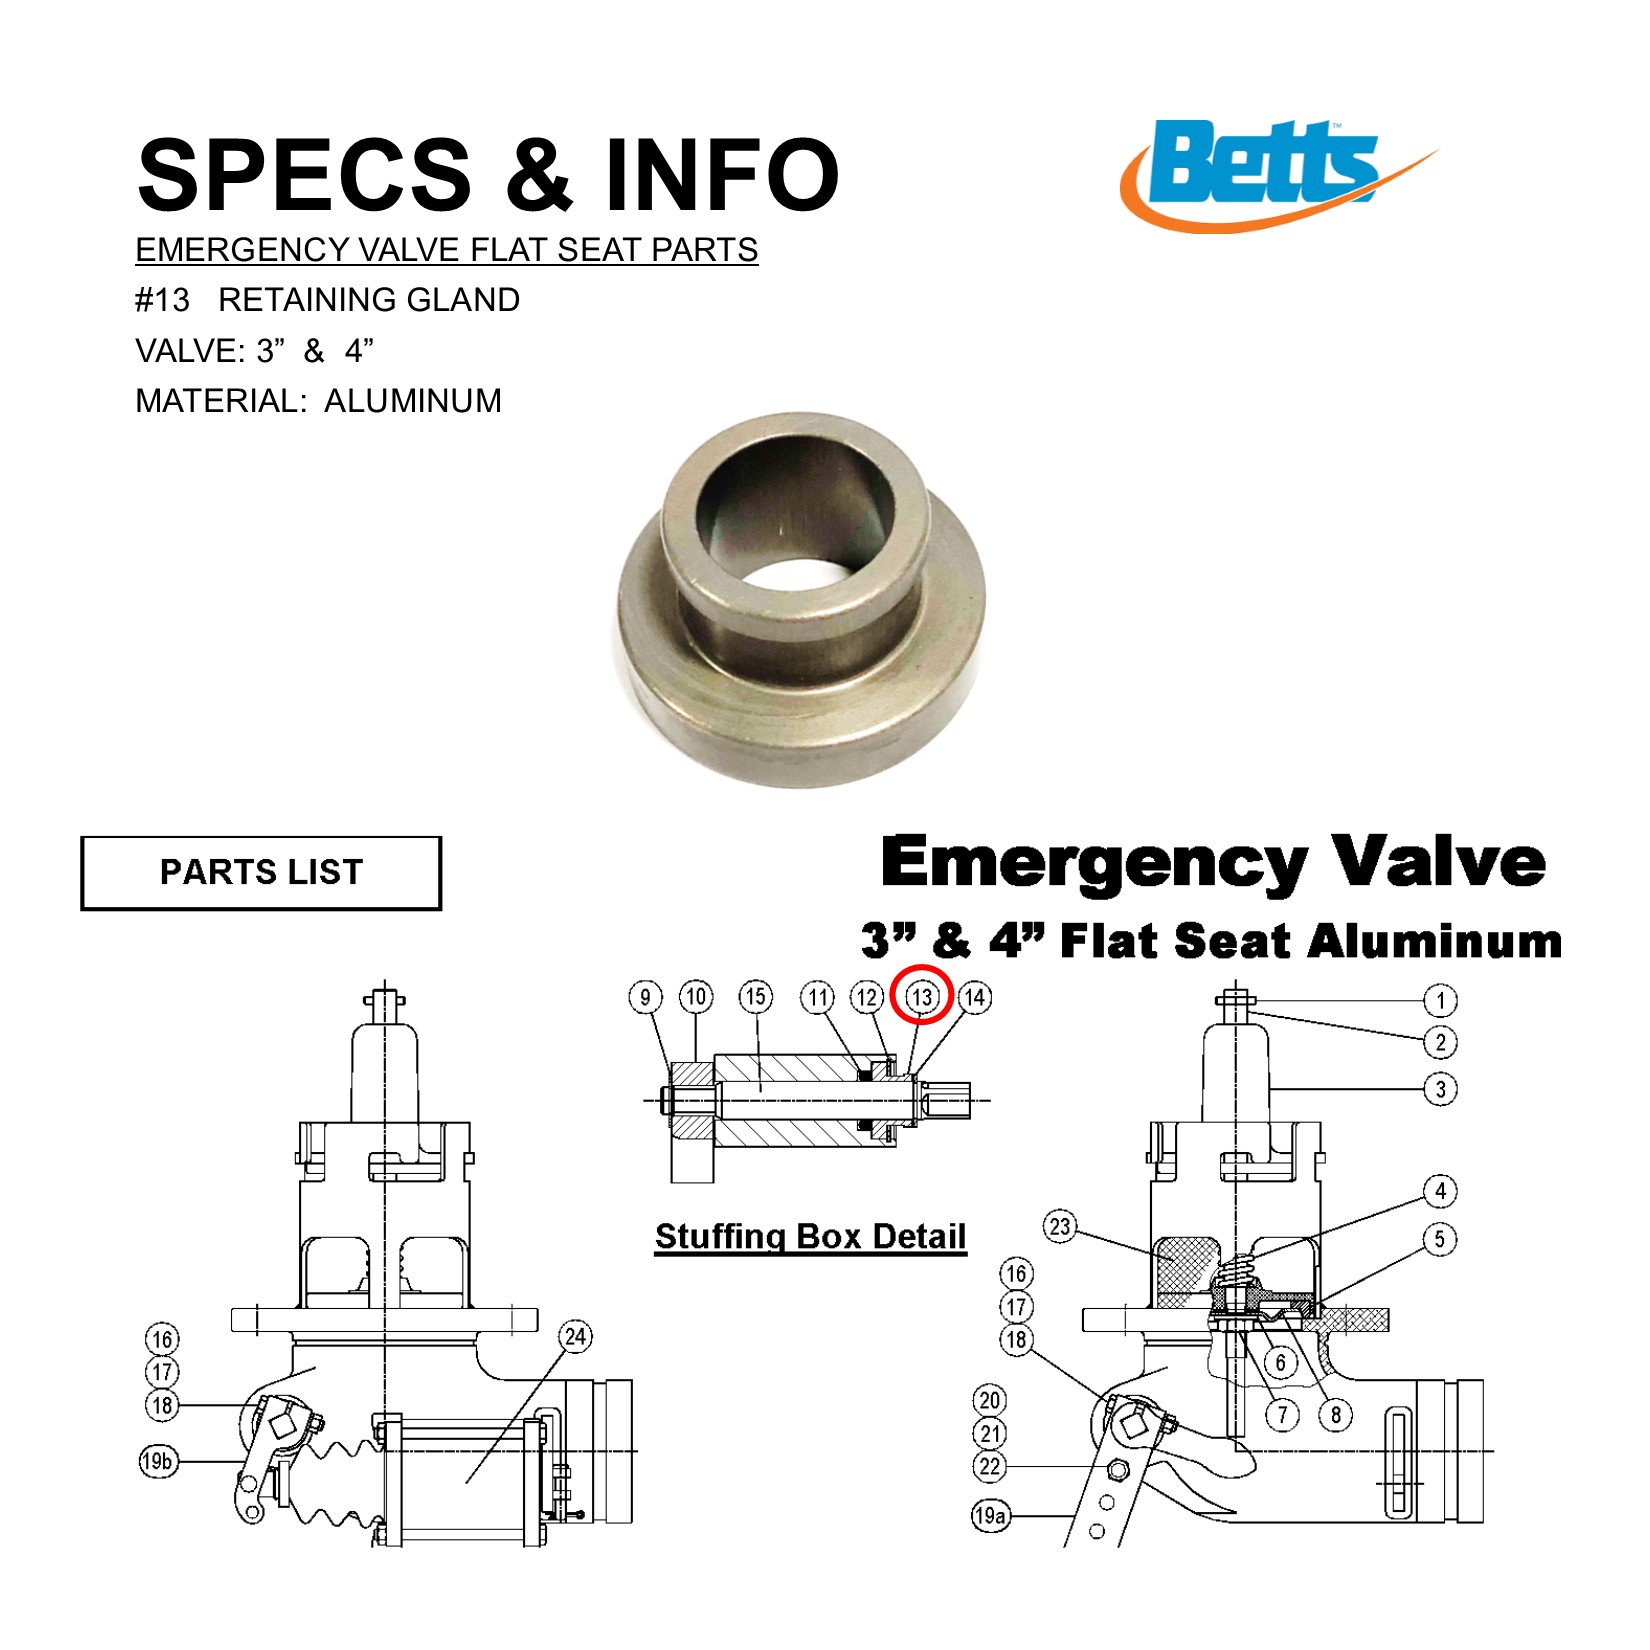 SPECS & INFO
Betts™
EMERGENCY VALVE FLAT SEAT PARTS
#13 RETAINING GLAND
VALVE: 3” & 4”
MATERIAL: ALUMINUM
PARTS LIST
Emergency Valve
3” & 4” Flat Seat Aluminum
9 10 15 11 12 13 14
1
2
3
4
5
Stuffing Box Detail
23
16
17
18
24
19b
16
17
18
6
7
8
20
21
22
19a